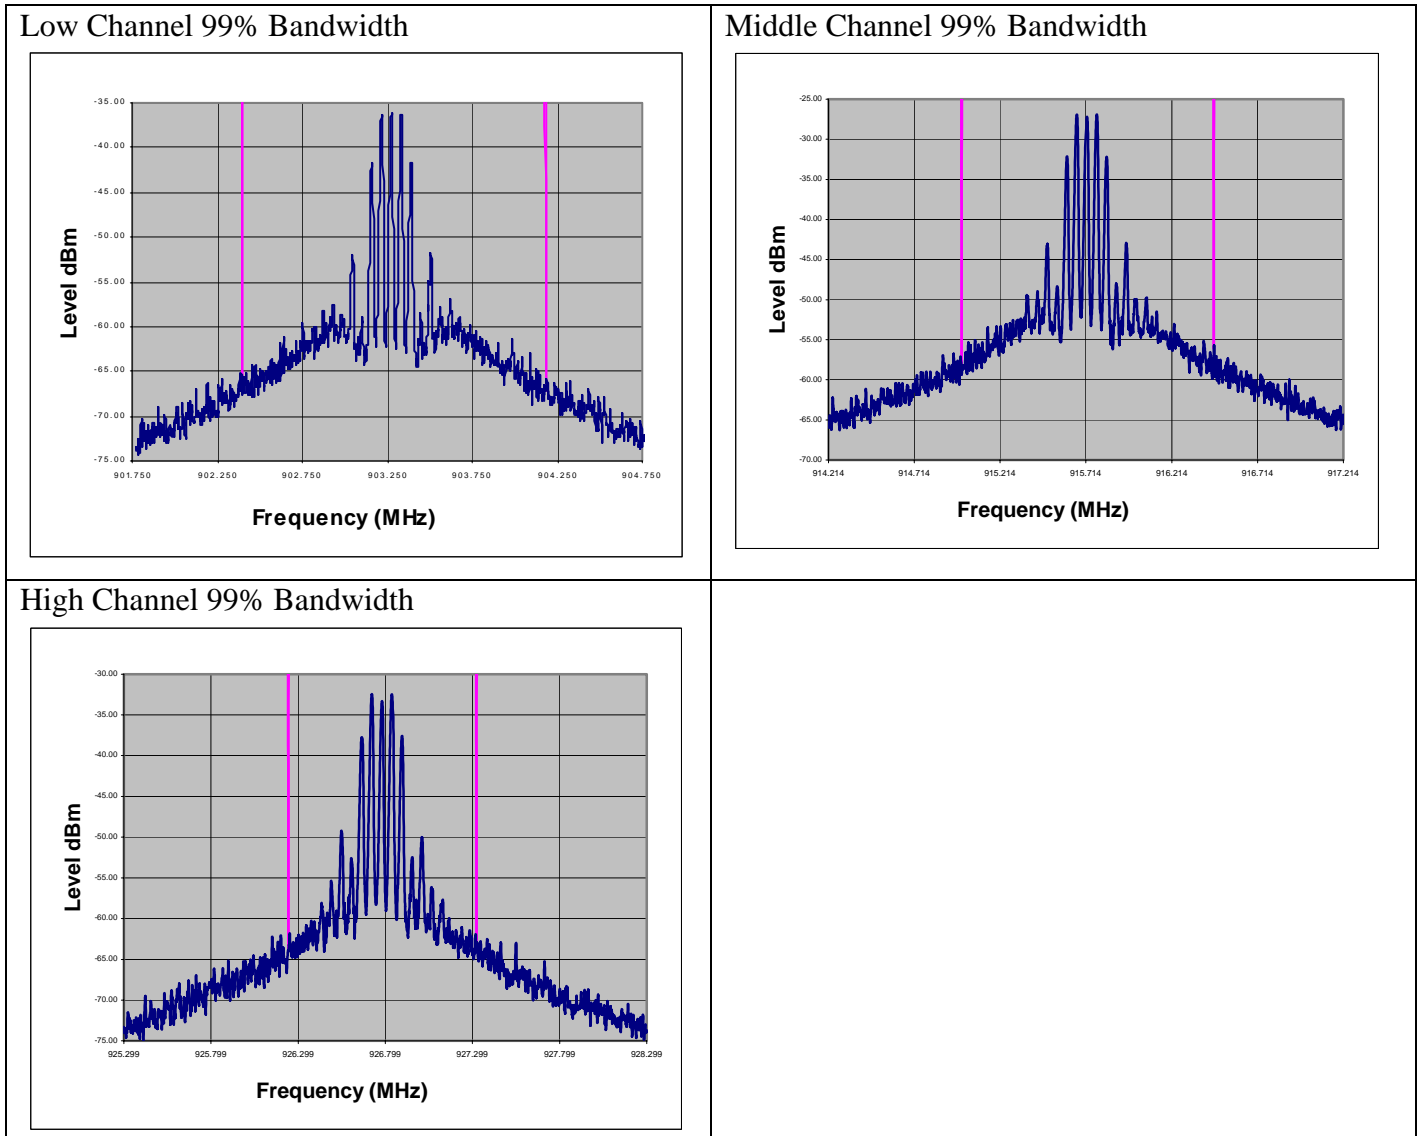 Low Channel 99% Bandwidth
-35.00
-40.00
-45.00
-50.00
-55.00
-60.00
-65.00
-70.00
-75.00
Level dBm
901.750 902.250 902.750 903.250 903.750 904.250 904.750
Frequency (MHz)
Middle Channel 99% Bandwidth
-25.00
-30.00
-35.00
-40.00
-45.00
-50.00
-55.00
-60.00
-65.00
-70.00
Level dBm
914.214 914.714 915.214 915.714 916.214 916.714 917.214
Frequency (MHz)
High Channel 99% Bandwidth
-30.00
-35.00
-40.00
-45.00
-50.00
-55.00
-60.00
-65.00
-70.00
-75.00
Level dBm
925.299 925.799 926.299 926.799 927.299 927.799 928.299
Frequency (MHz)